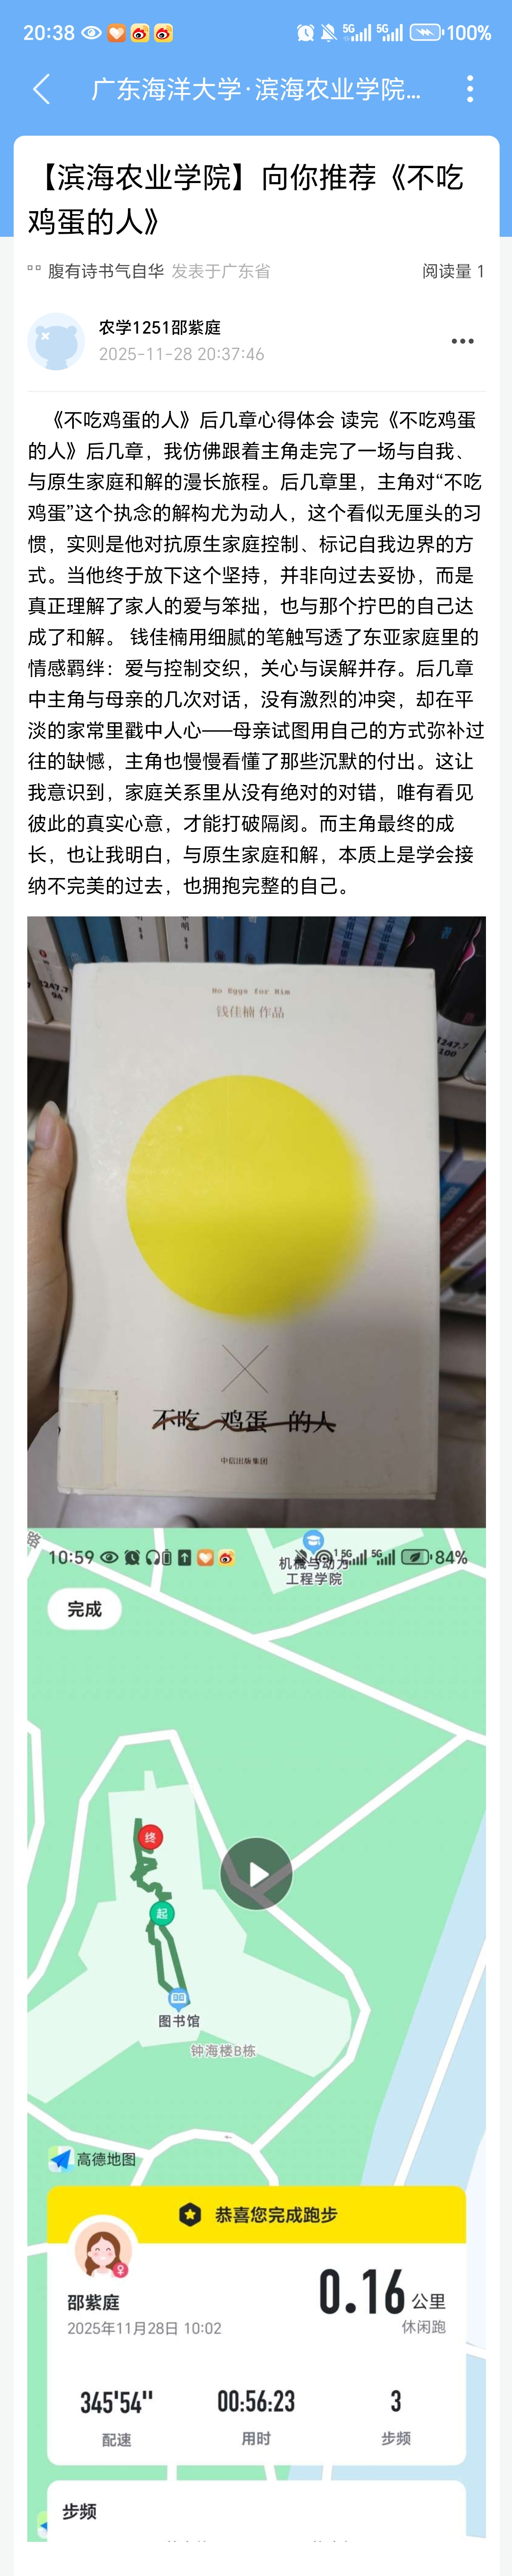 20:38
5G 5G 100%
广东海洋大学·滨海农业学院...
【滨海农业学院】向你推荐《不吃
鸡蛋的人》
腹有诗书气自华 发表于广东省 阅读量 1
农学1251邵紫庭
2025-11-28 20:37:46
《不吃鸡蛋的人》后几章心得体会 读完《不吃鸡蛋
的人》后几章，我仿佛跟着主角走完了一场与自我、
与原生家庭和解的漫长旅程。后几章里，主角对“不吃
鸡蛋”这个执念的解构尤为动人，这个看似无厘头的习
惯，实则是他对抗原生家庭控制、标记自我边界的方
式。当他终于放下这个坚持，并非向过去妥协，而是
真正理解了家人的爱与笨拙，也与那个拧巴的自己达
成了和解。 钱佳楠用细腻的笔触写透了东亚家庭里的
情感羁绊：爱与控制交织，关心与误解并存。后几章
中主角与母亲的几次对话，没有激烈的冲突，却在平
淡的家常里戳中人心——母亲试图用自己的方式弥补过
往的缺憾，主角也慢慢看懂了那些沉默的付出。这让
我意识到，家庭关系里从没有绝对的对错，唯有看见
彼此的真实心意，才能打破隔阂。而主角最终的成
长，也让我明白，与原生家庭和解，本质上是学会接
纳不完美的过去，也拥抱完整的自己。
No Eggs for Him
钱佳楠 作品
1247.7
94
1247.7
100
不吃 鸡蛋 的人
中信出版集团
路
10:59
5G 5G 84%
机械与动力
工程学院
完成
终
起
图书馆
钟海楼B栋
高德地图
恭喜您完成跑步
邵紫庭
0.16 公里
2025年11月28日 10:02
休闲跑
345'54" 00:56:23 3
配速 用时 步频
步频